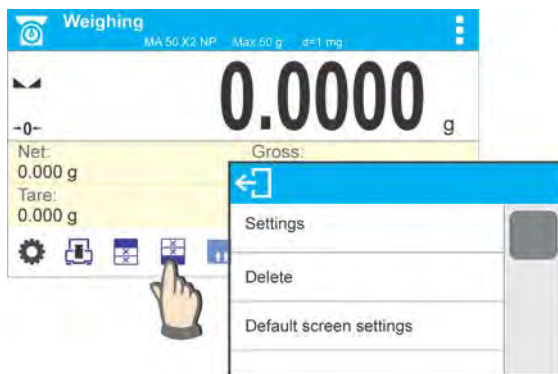 Weighing
MA 50.X2 NP Max 50 g d=1 mg
0.0000 g
→0←
Net:
0.000 g
Gross:
Tare:
0.000 g
Settings
Delete
Default screen settings